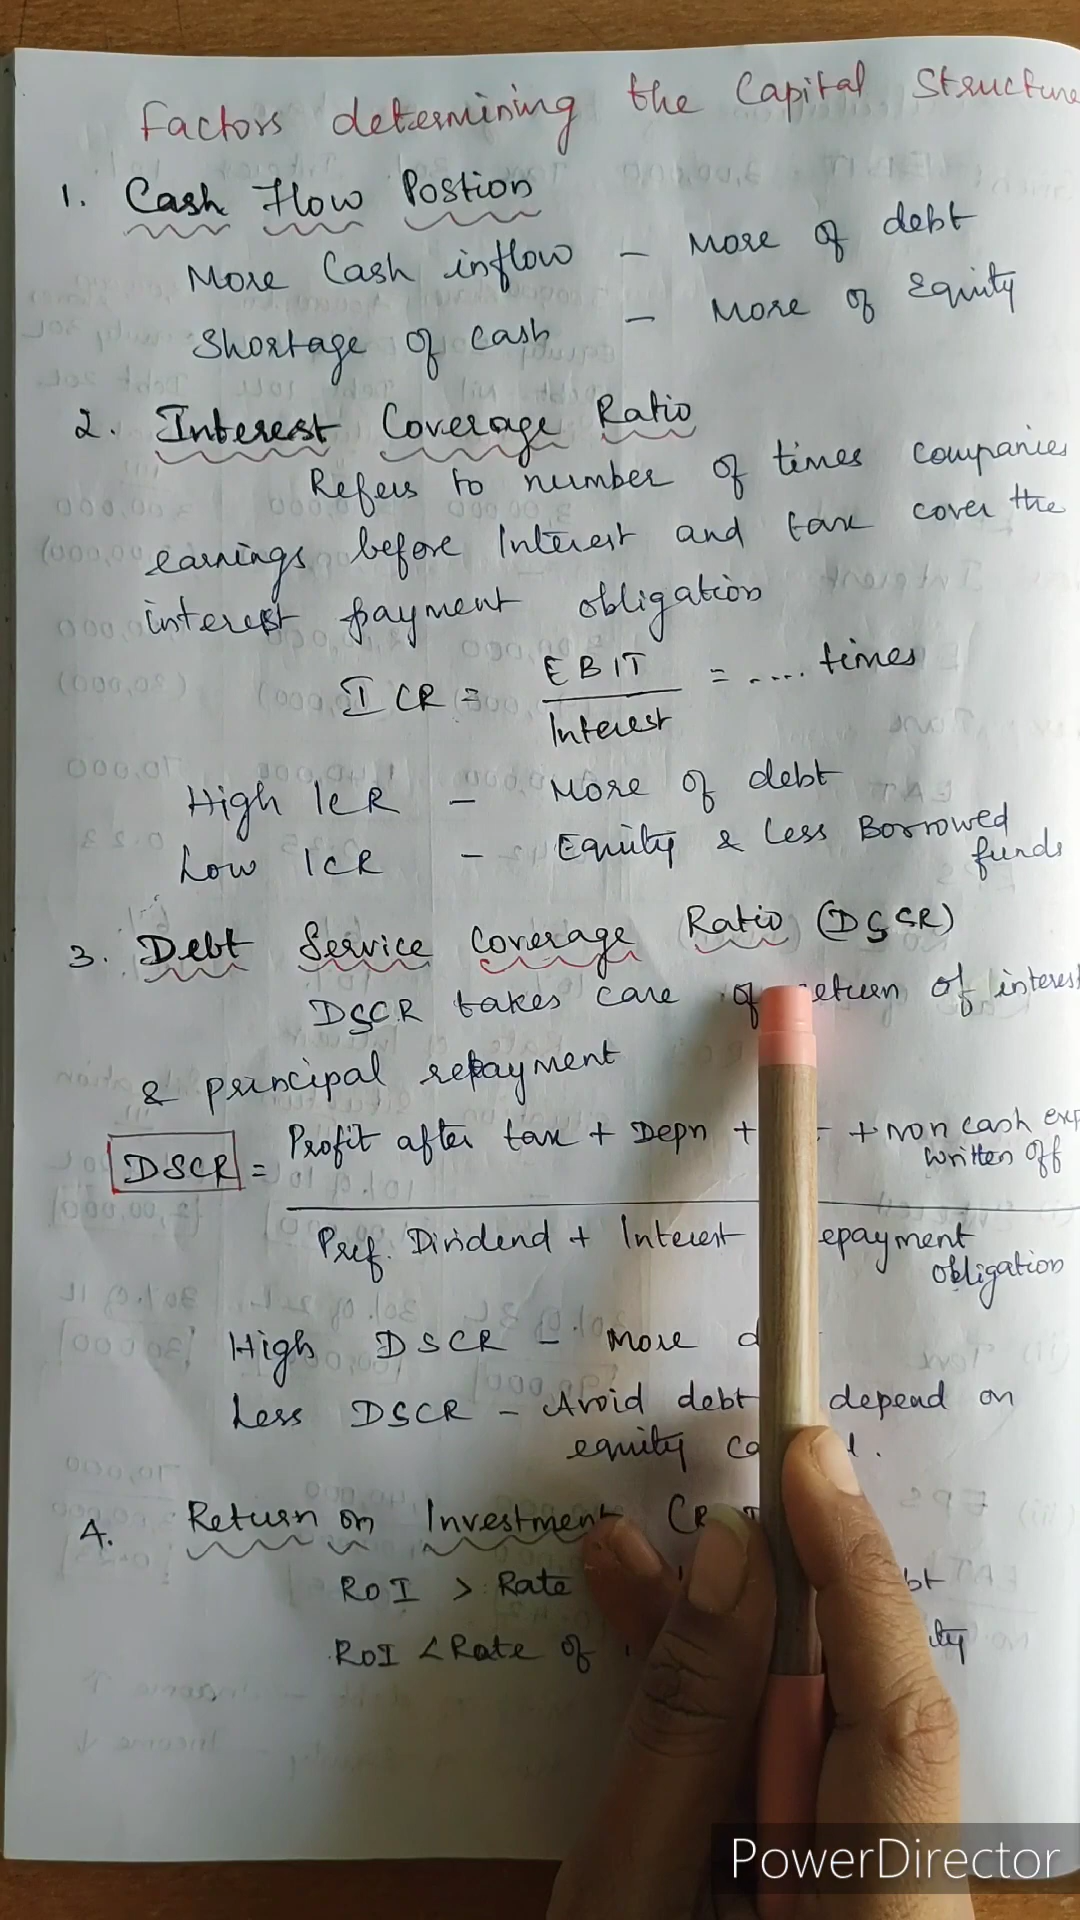 Factors determining the Capital Structure
1. Cash Flow Postion
More Cash inflow - More of debt
Shortage of cash - More of Equity
2. Interest Coverage Ratio
Refers to number of times companies
earnings before Interest and tax cover the
interest payment obligation
ICR = EBIT / Interest = .... times
High ICR - More of debt
Low ICR - Equity & Less Borrowed funds
3. Debt Service Coverage Ratio (DSCR)
DSCR takes care of return of interest
& principal repayment
DSCR = Profit after tax + Depn + + non cash exp written off
Pref. Dividend + Interest epayment obligation
High DSCR - More d
Less DSCR - Avoid debt depend on
equity
4. Return on Investment
ROI > Rate
ROI < Rate of
PowerDirector